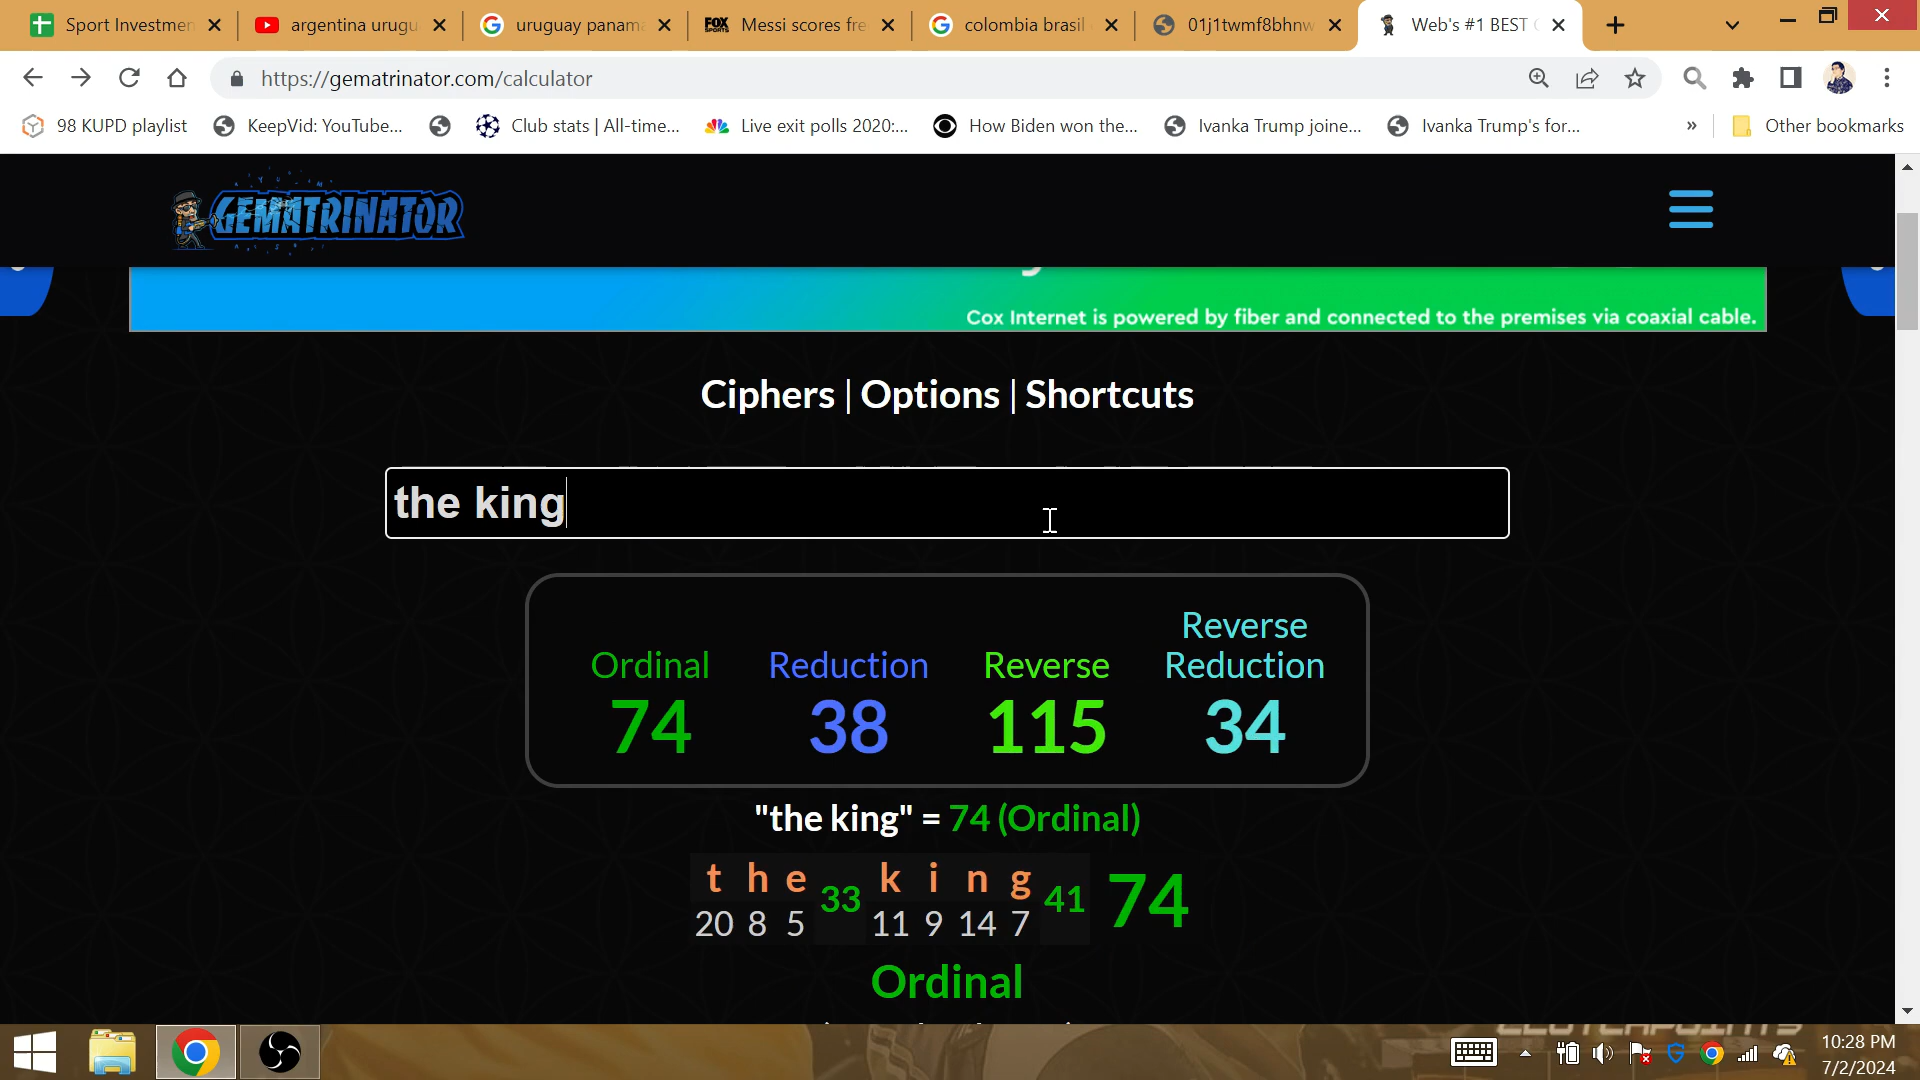 Sport Investmen
argentina urugu
uruguay panama
FOX SPORTS
Messi scores fre
colombia brasil
01j1twmf8bhnw
Web's #1 BEST
https://gematrinator.com/calculator
98 KUPD playlist
KeepVid: YouTube...
Club stats | All-time...
Live exit polls 2020:...
How Biden won the...
Ivanka Trump joine...
Ivanka Trump's for...
»
Other bookmarks
GEMATRINATOR
Cox Internet is powered by fiber and connected to the premises via coaxial cable.
Ciphers | Options | Shortcuts
the king
Ordinal
74
Reduction
38
Reverse
115
Reverse
Reduction
34
"the king" = 74 (Ordinal)
t h e 33 k i n g 41 74
20 8 5 11 9 14 7
Ordinal
10:28 PM
7/2/2024